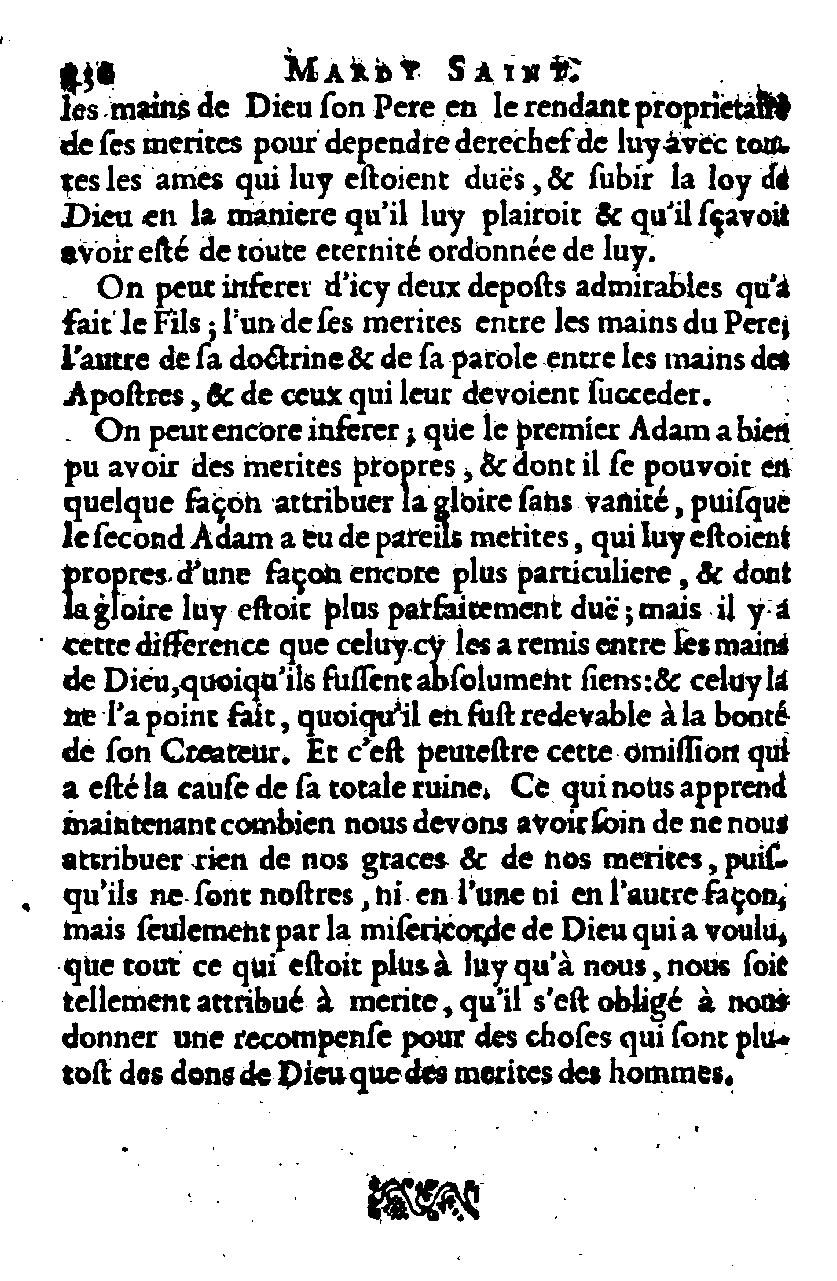 MARDY SAINT.
les mains de Dieu ſon Pere en le rendant proprietaire
de ſes merites pour dependre derechef de luy avec tou-
tes les ames qui luy eſtoient duës, & ſubir la loy de
Dieu en la maniere qu'il luy plairoit & qu'il ſçavoit
avoir eſté de toute eternité ordonnée de luy.
On peut inferer d'icy deux depoſts admirables qu'a
fait le Fils; l'un de ſes merites entre les mains du Pere;
l'autre de ſa doctrine & de ſa parole entre les mains des
Apoſtres, & de ceux qui leur devoient ſucceder.
On peut encore inferer, que le premier Adam a bien
pu avoir des merites propres, & dont il ſe pouvoit en
quelque façon attribuer la gloire ſans vanité, puiſque
le ſecond Adam a eu de pareils merites, qui luy eſtoient
propres d'une façon encore plus particuliere, & dont
la gloire luy eſtoit plus parfaitement duë; mais il y a
cette difference que celuy-cy les a remis entre les mains
de Dieu, quoiqu'ils fuſſent abſolument ſiens: & celuy là
ne l'a point fait, quoiqu'il en fuſt redevable à la bonté
de ſon Createur. Et c'eſt peuteſtre cette omiſſion qui
a eſté la cauſe de ſa totale ruine. Ce qui nous apprend
maintenant combien nous devons avoir ſoin de ne nous
attribuer rien de nos graces & de nos merites, puiſ-
qu'ils ne ſont noſtres, ni en l'une ni en l'autre façon,
mais ſeulement par la miſericorde de Dieu qui a voulu,
que tout ce qui eſtoit plus à luy qu'à nous, nous ſoit
tellement attribué à merite, qu'il s'eſt obligé à nous
donner une recompenſe pour des choſes qui ſont plu-
toſt des dons de Dieu que des merites des hommes.